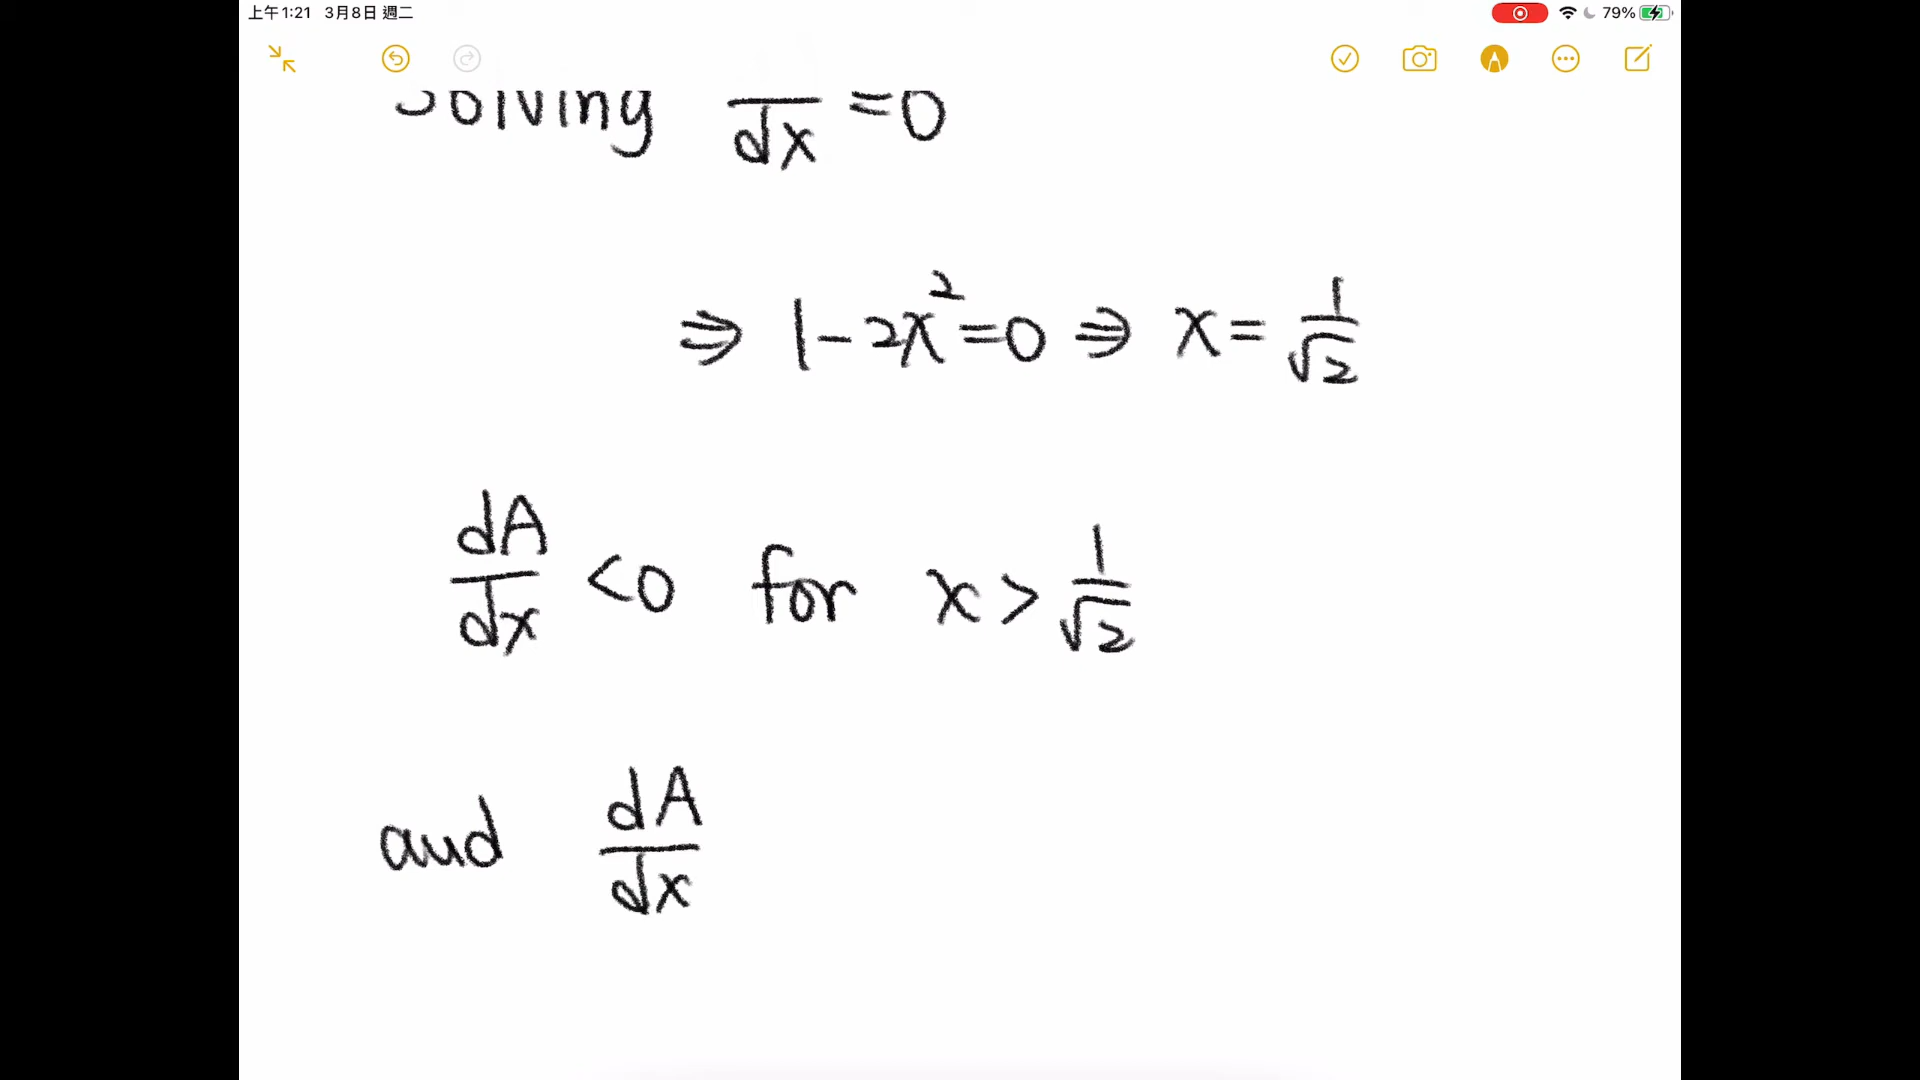 上午1:21 3月8日 週二 79%
Solving /dx =0
⇒ 1-2x²=0 ⇒ x= 1/√2
dA/dx <0 for x> 1/√2
and dA/dx